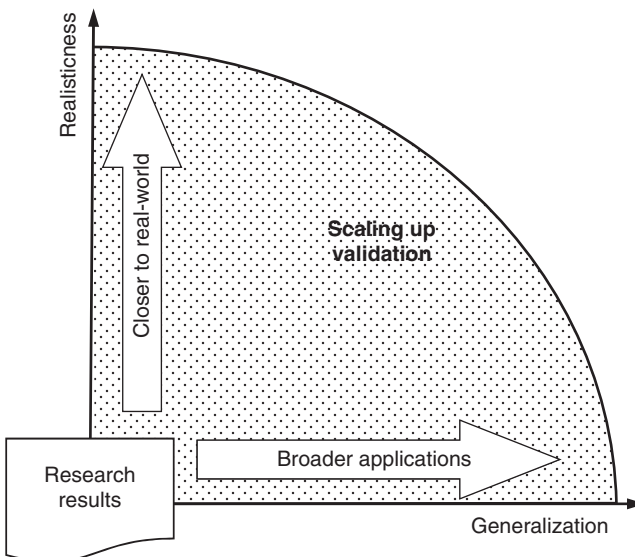 Realisticness
Closer to real-world
Scaling up
validation
Broader applications
Research
results
Generalization